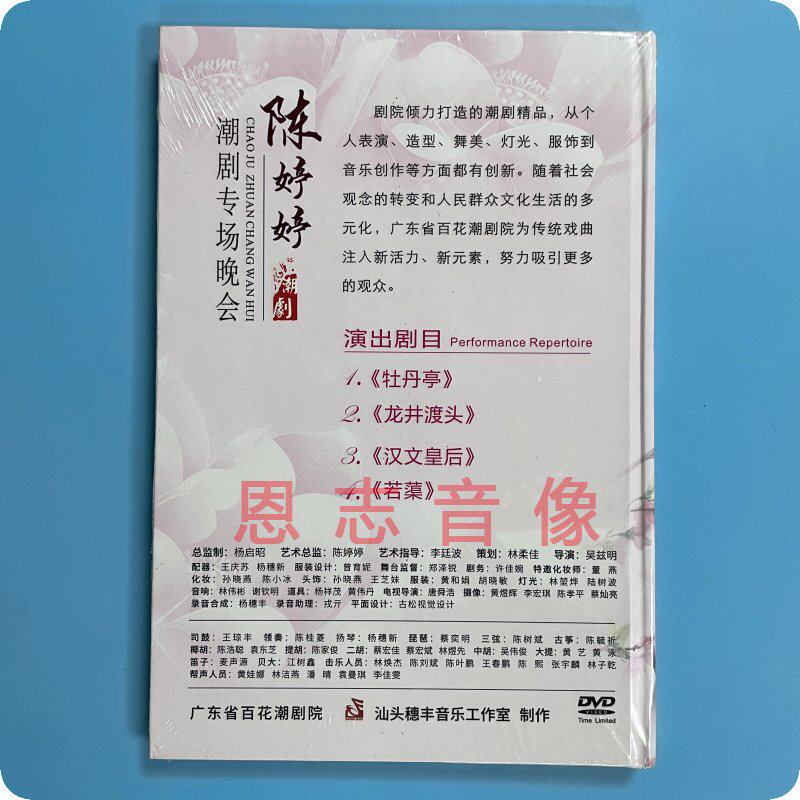 陈婷婷
潮剧专场晚会
CHAO JU ZHUAN CHANG WAN HUI
潮劇
剧院倾力打造的潮剧精品，从个
人表演、造型、舞美、灯光、服饰到
音乐创作等方面都有创新。随着社会
观念的转变和人民群众文化生活的多
元化，广东省百花潮剧院为传统戏曲
注入新活力、新元素，努力吸引更多
的观众。
演出剧目 Performance Repertoire
1.《牡丹亭》
2.《龙井渡头》
3.《汉文皇后》
4.《若蕖》
恩志音像
总监制：杨启昭 艺术总监：陈婷婷 艺术指导：李廷波 策划：林柔佳 导演：吴兹明
配器：王庆苏 杨穗新 服装设计：曾育妮 舞台监督：郑泽锐 剧务：许佳婉 特邀化妆师：董 燕
化妆：孙晓燕 陈小冰 头饰：孙晓燕 王芝妹 服装：黄和娟 胡晓敏 灯光：林堃烨 陆树波
音响：林伟彬 谢钦明 道具：杨祥茂 黄伟丹 电视导演：唐舜浩 摄像：黄煜辉 李宏琪 陈孝平 蔡灿亮
录音合成：杨穗丰 录音助理：戎亓 平面设计：古松视觉设计
司鼓：王琼丰 领奏：陈桂菱 扬琴：杨穗新 琵琶：蔡奕明 三弦：陈树斌 古筝：陈毓祈
椰胡：陈浩聪 袁东芝 提胡：陈家俊 二胡：蔡宏佳 蔡宏斌 林煜先 中胡：吴伟俊 大提：黄 艺 黄 泳
笛子：麦声源 贝大：江树鑫 击乐人员：林焕杰 陈刘斌 陈叶鹏 王春鹏 陈 熙 张宇麟 林子乾
帮声人员：黄娃娜 林洁燕 潘 晴 袁曼琪 李佳雯
广东省百花潮剧院 汕头穗丰音乐工作室 制作
DVD
VIDEO
Time Limited